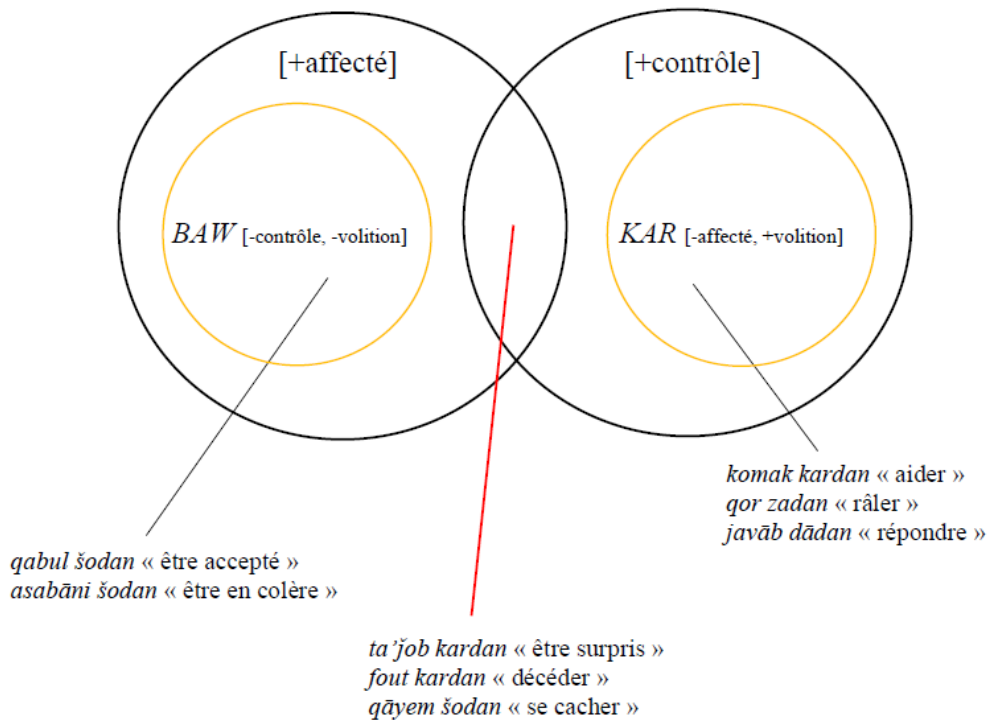 [+affecté]
[+contrôle]
BAW [-contrôle, -volition]
KAR [-affecté, +volition]
komak kardan « aider »
qor zadan « râler »
javāb dādan « répondre »
qabul šodan « être accepté »
asabāni šodan « être en colère »
ta’ǰob kardan « être surpris »
fout kardan « décéder »
qāyem šodan « se cacher »